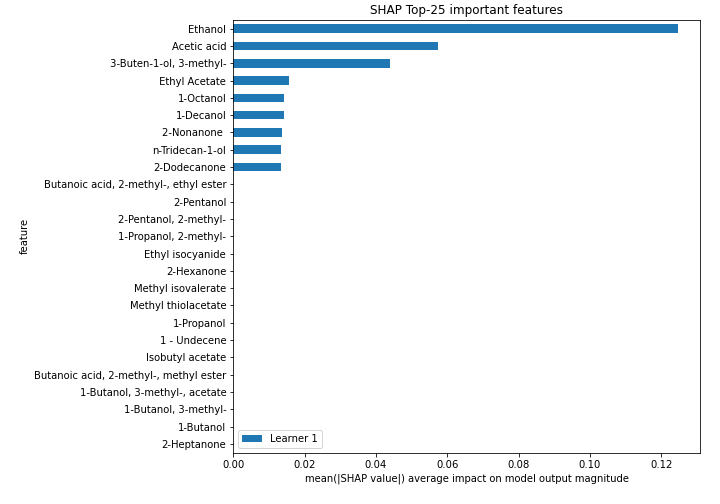 SHAP Top-25 important features
Ethanol
Acetic acid
3-Buten-1-ol, 3-methyl-
Ethyl Acetate
1-Octanol
1-Decanol
2-Nonanone
n-Tridecan-1-ol
2-Dodecanone
Butanoic acid, 2-methyl-, ethyl ester
2-Pentanol
2-Pentanol, 2-methyl-
1-Propanol, 2-methyl-
Ethyl isocyanide
2-Hexanone
Methyl isovalerate
Methyl thiolacetate
1-Propanol
1 - Undecene
Isobutyl acetate
Butanoic acid, 2-methyl-, methyl ester
1-Butanol, 3-methyl-, acetate
1-Butanol, 3-methyl-
1-Butanol
2-Heptanone
feature
Learner 1
0.00 0.02 0.04 0.06 0.08 0.10 0.12
mean(|SHAP value|) average impact on model output magnitude